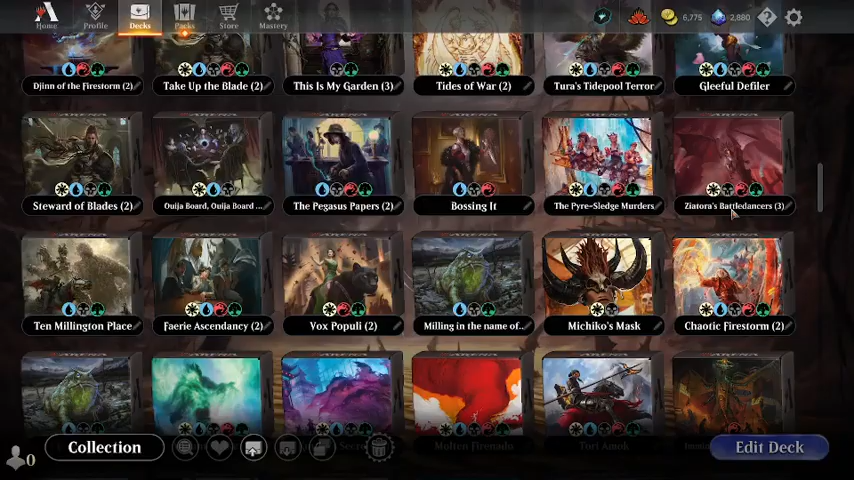 Home
Profile
Decks
Packs
Store
Mastery
6,775
2,880
Djinn of the Firestorm (2)
Take Up the Blade (2)
This Is My Garden (3)
Tides of War (2)
Tura's Tidepool Terror
Gleeful Defiler
Steward of Blades (2)
Ouija Board, Ouija Board ...
The Pegasus Papers (2)
Bossing It
The Pyre-Sledge Murders
Ziatora's Battledancers (3)
Ten Millington Place
Faerie Ascendancy (2)
Vox Populi (2)
Milling in the name of...
Michiko's Mask
Chaotic Firestorm (2)
Molten Firenado
Tori Amok
0
Collection
Edit Deck